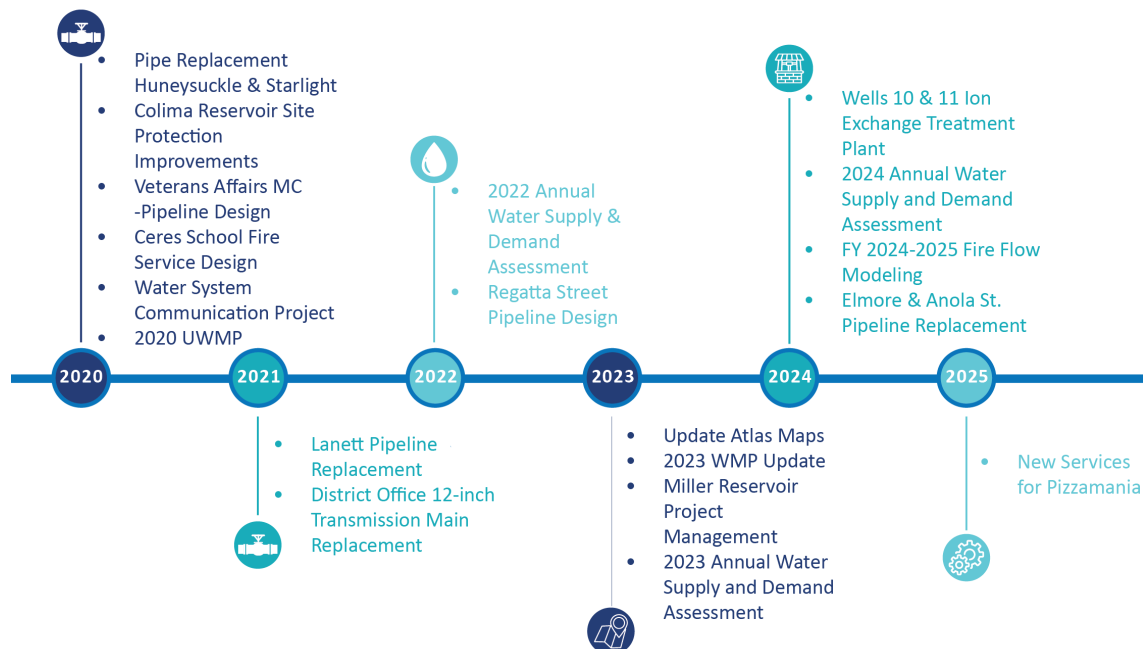 • Pipe Replacement
Huneysuckle & Starlight
• Colima Reservoir Site
Protection
Improvements
• Veterans Affairs MC
-Pipeline Design
• Ceres School Fire
Service Design
• Water System
Communication Project
• 2020 UWMP
• 2022 Annual
Water Supply &
Demand
Assessment
• Regatta Street
Pipeline Design
• Wells 10 & 11 Ion
Exchange Treatment
Plant
• 2024 Annual Water
Supply and Demand
Assessment
• FY 2024-2025 Fire Flow
Modeling
• Elmore & Anola St.
Pipeline Replacement
2020
2021
2022
2023
2024
2025
• Lanett Pipeline
Replacement
• District Office 12-inch
Transmission Main
Replacement
• Update Atlas Maps
• 2023 WMP Update
• Miller Reservoir
Project
Management
• 2023 Annual Water
Supply and Demand
Assessment
• New Services
for Pizzamania